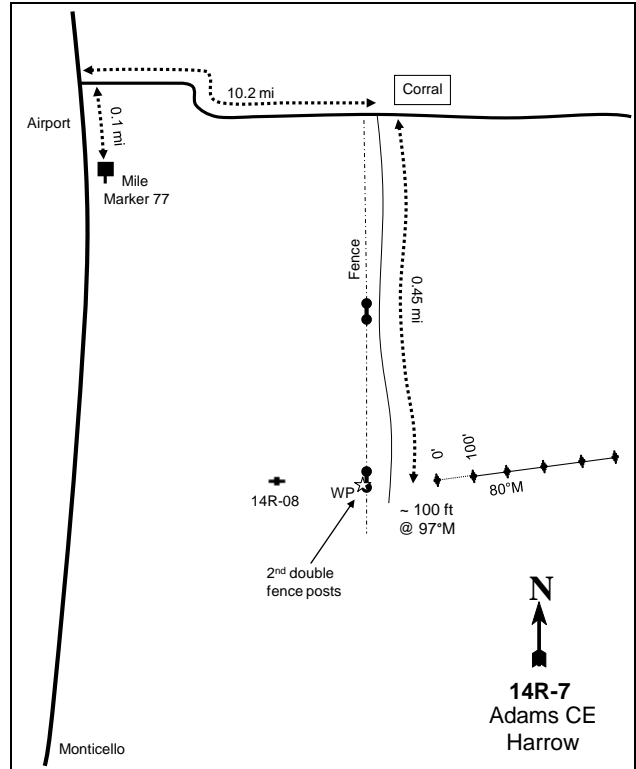 10.2 mi
Corral
Airport
0.1 mi
Mile
Marker 77
Fence
0.45 mi
0'
100'
80°M
14R-08
WP
~ 100 ft
@ 97°M
2nd double
fence posts
N
14R-7
Adams CE
Harrow
Monticello